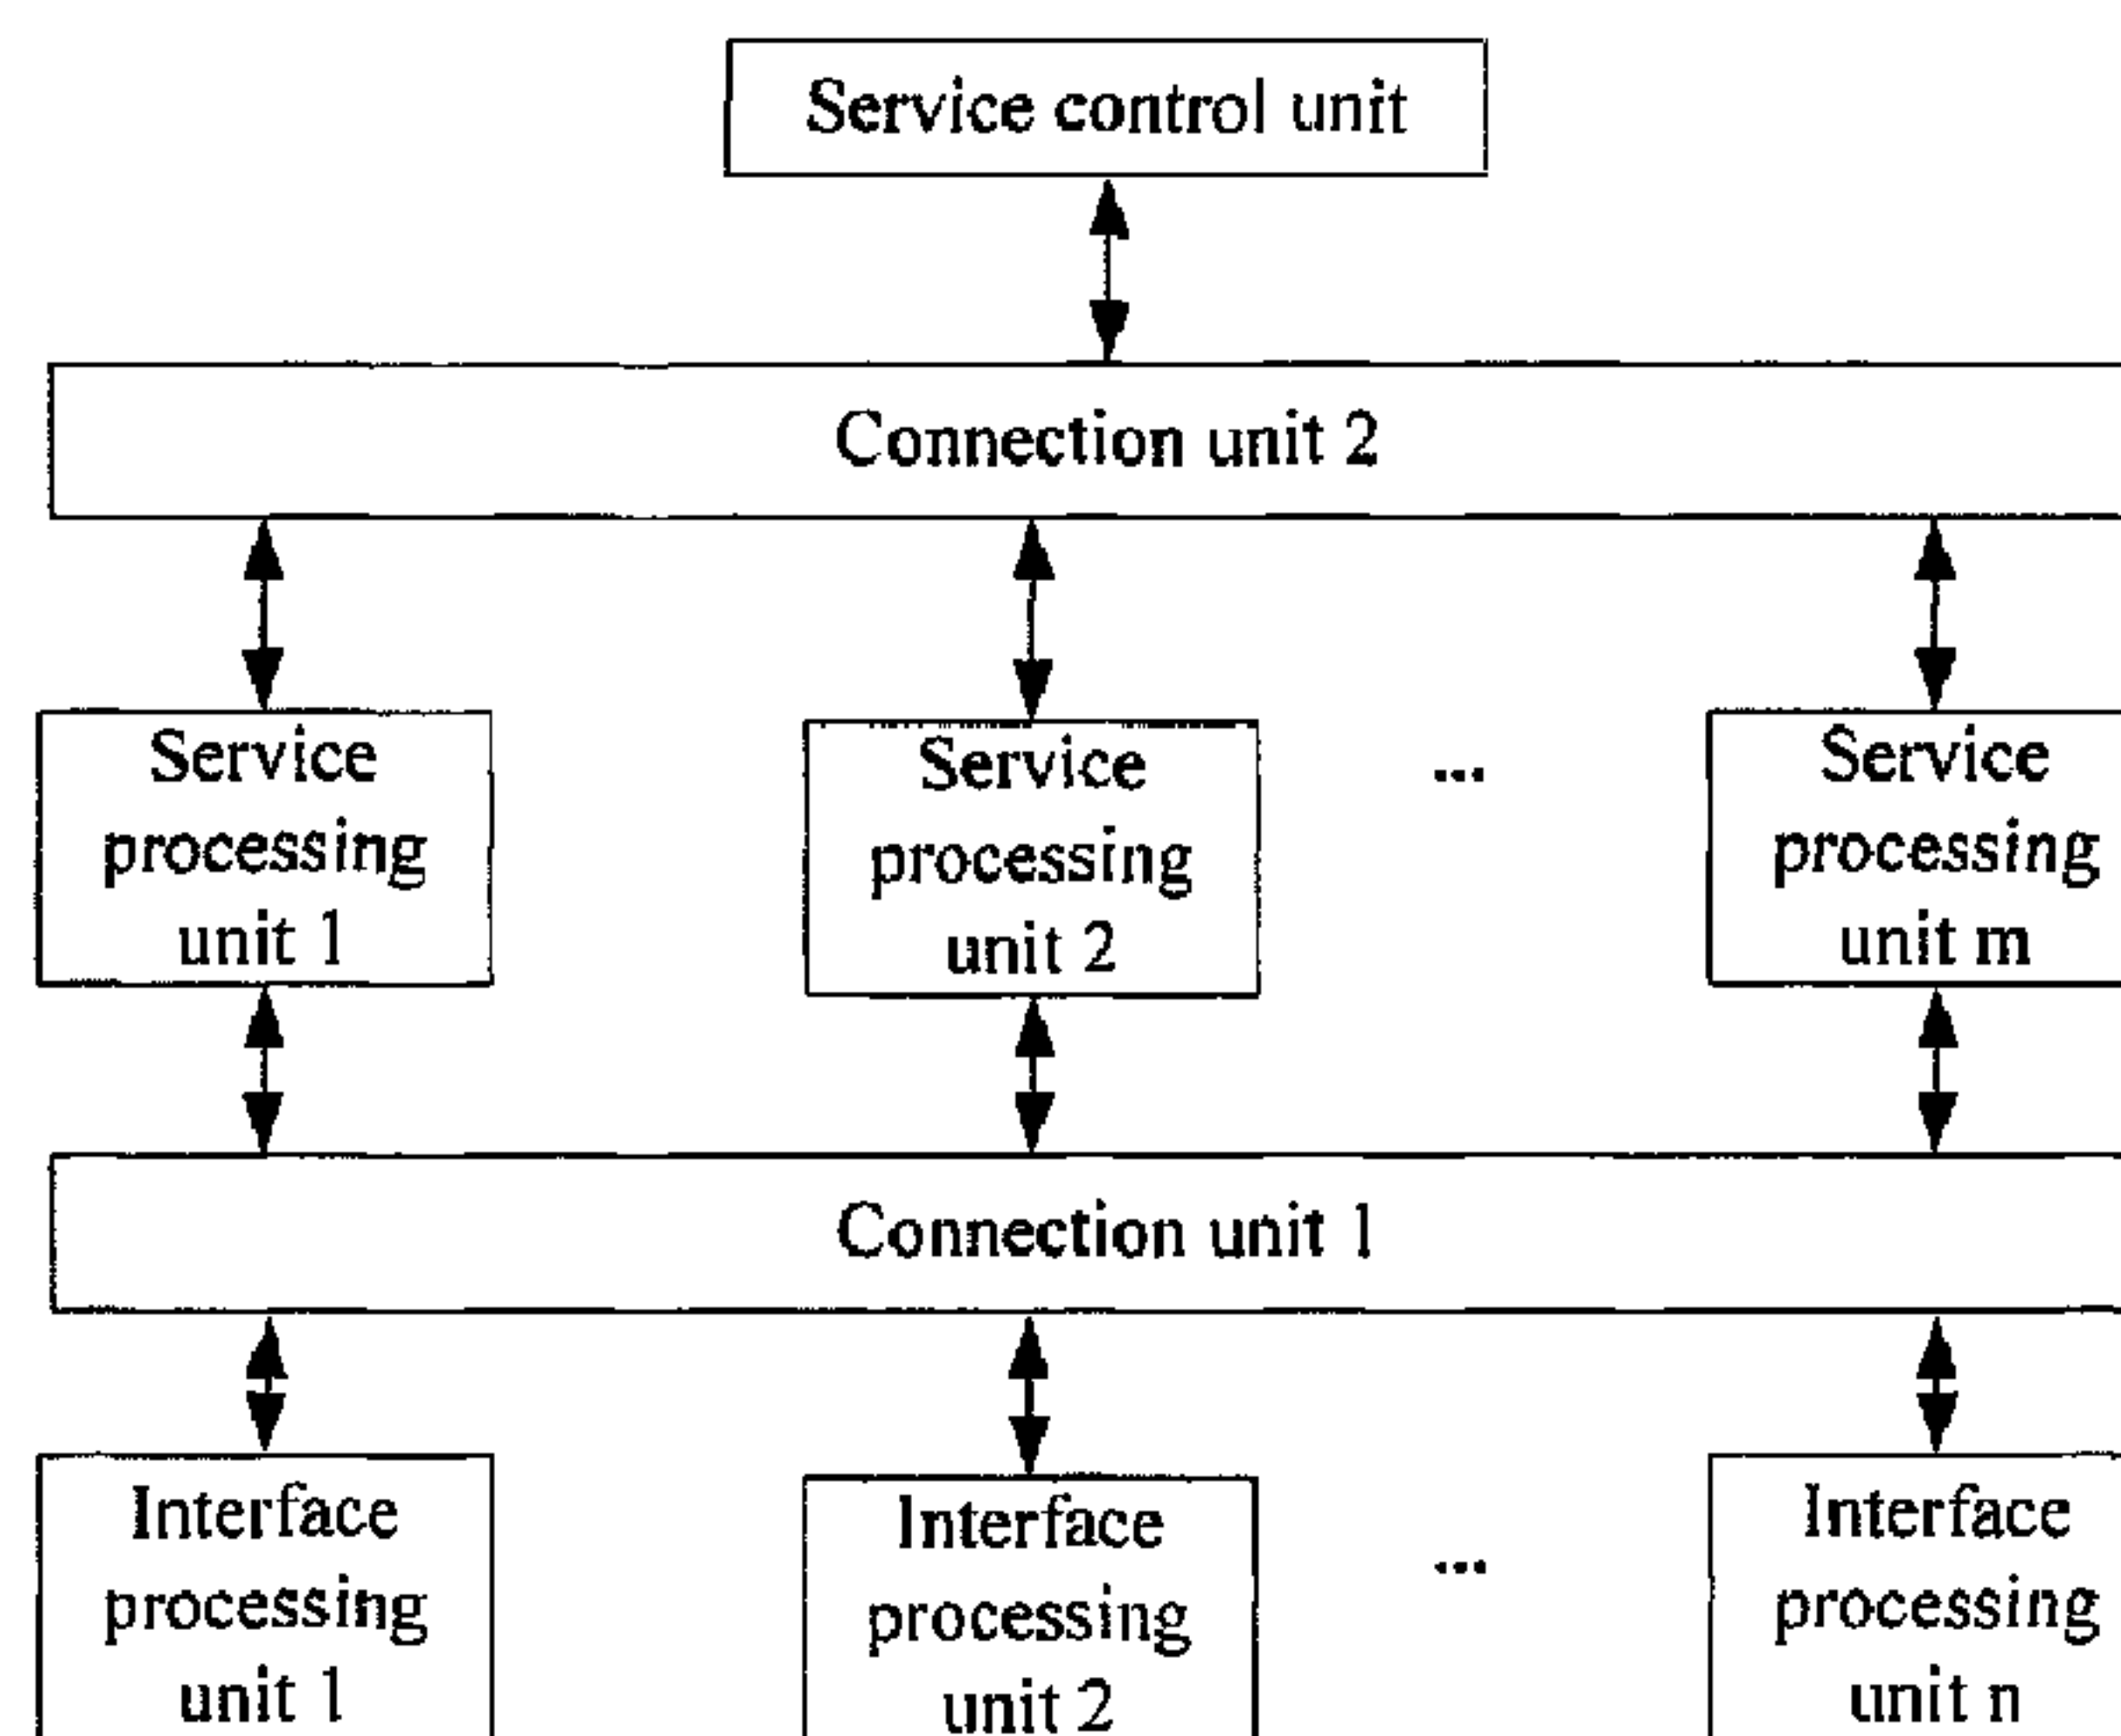 Service control unit
Connection unit 2
Service
processing
unit 1
Service
processing
unit 2
...
Service
processing
unit m
Connection unit 1
Interface
processing
unit 1
Interface
processing
unit 2
...
Interface
processing
unit n